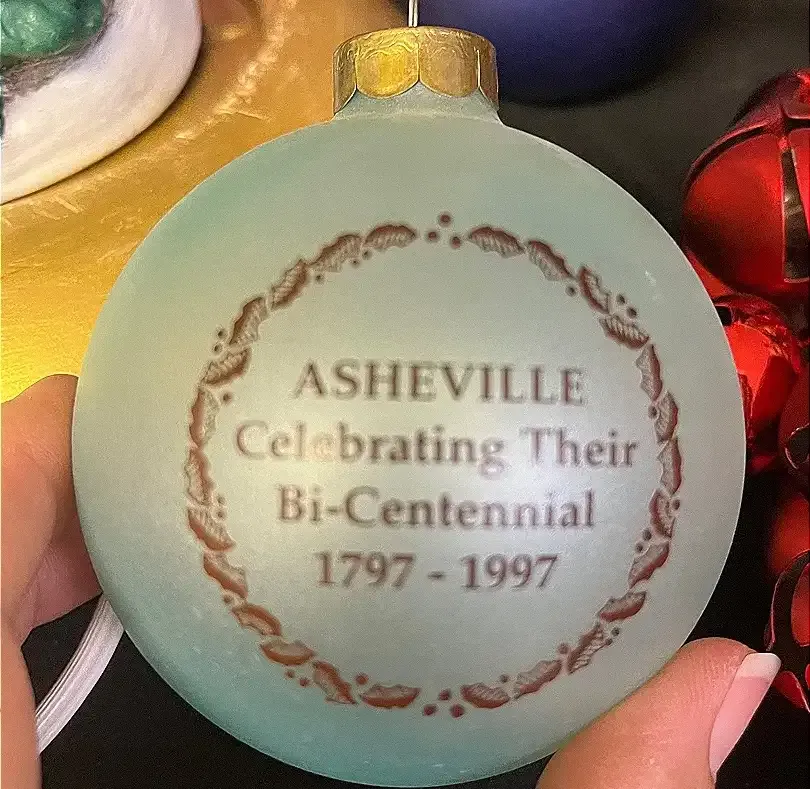 ASHEVILLE
Celebrating Their
Bi-Centennial
1797 - 1997